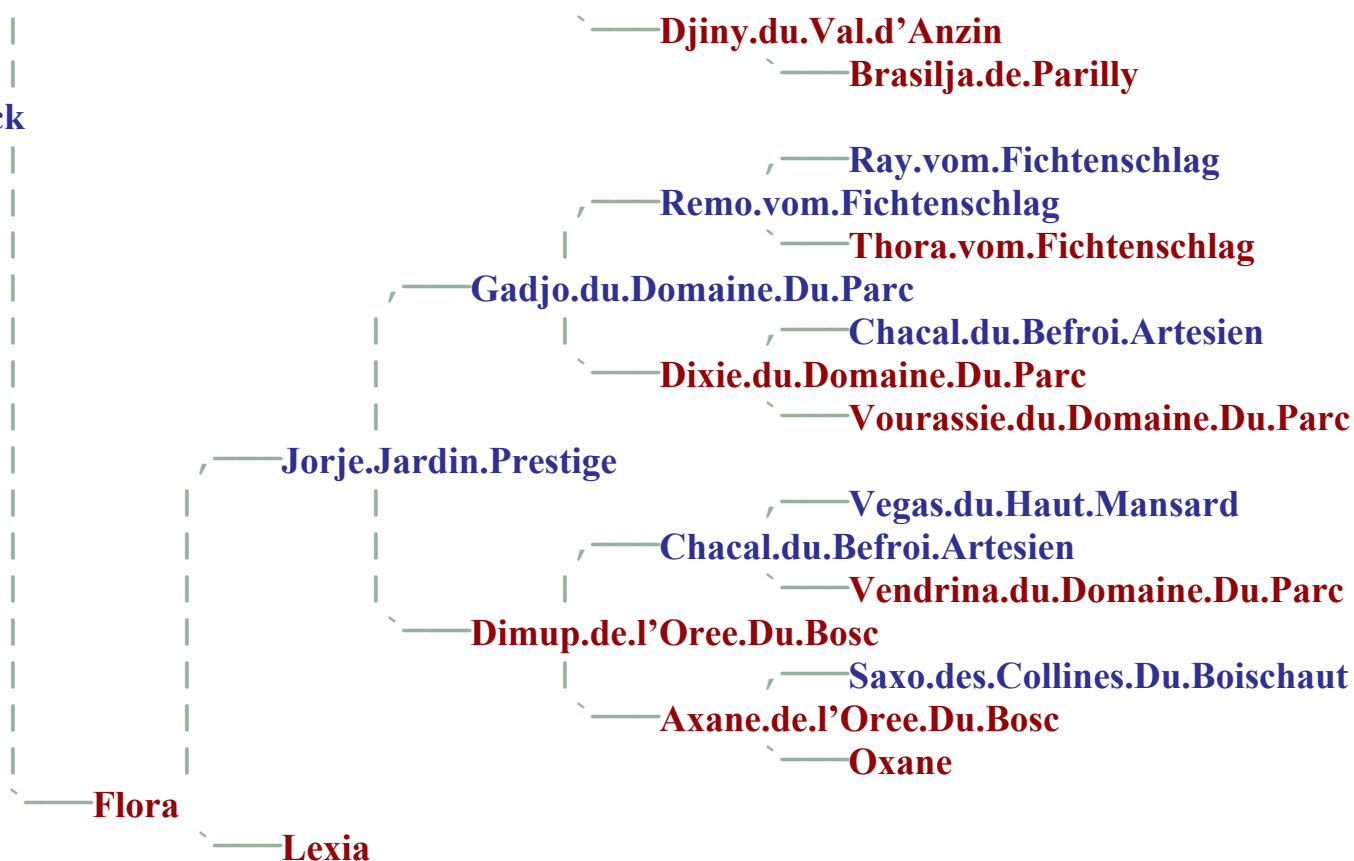 Djiny.du.Val.d’Anzin
Brasilja.de.Parilly
ck
Ray.vom.Fichtenschlag
Remo.vom.Fichtenschlag
Thora.vom.Fichtenschlag
Gadjo.du.Domaine.Du.Parc
Chacal.du.Befroi.Artesien
Dixie.du.Domaine.Du.Parc
Vourassie.du.Domaine.Du.Parc
Jorje.Jardin.Prestige
Vegas.du.Haut.Mansard
Chacal.du.Befroi.Artesien
Vendrina.du.Domaine.Du.Parc
Dimup.de.l’Oree.Du.Bosc
Saxo.des.Collines.Du.Boischaut
Axane.de.l’Oree.Du.Bosc
Oxane
Flora
Lexia